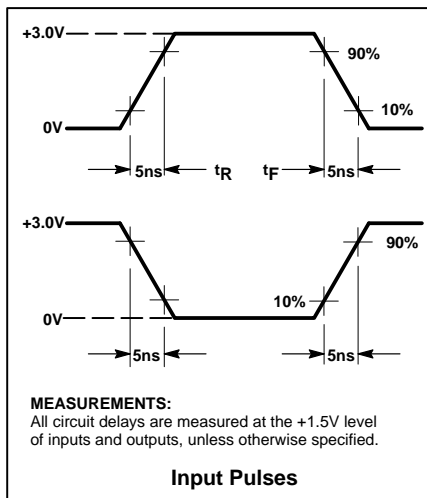 +3.0V
90%
10%
0V
5ns tR tF 5ns
+3.0V
90%
10%
0V
5ns 5ns
MEASUREMENTS:
All circuit delays are measured at the +1.5V level
of inputs and outputs, unless otherwise specified.
Input Pulses